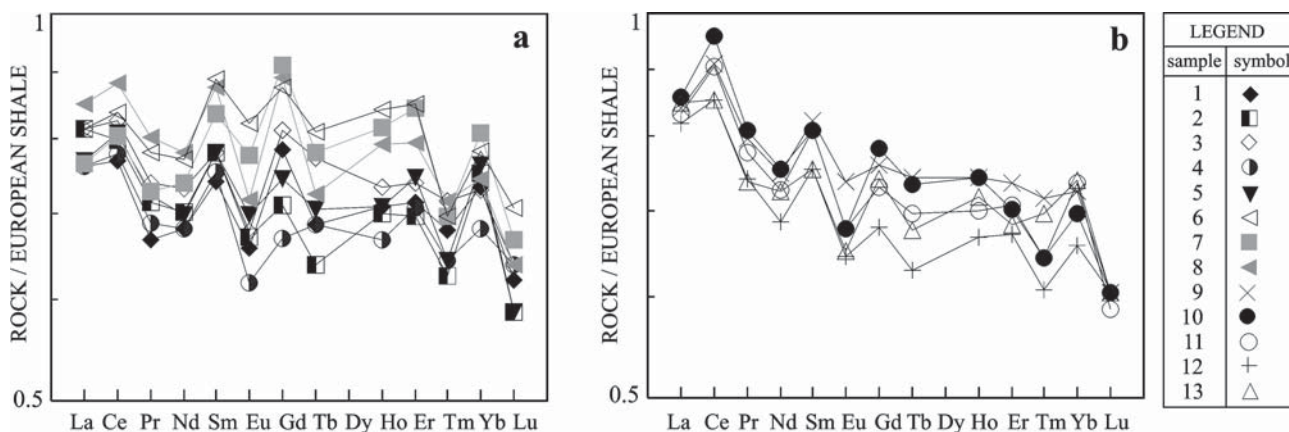 1
a
ROCK / EUROPEAN SHALE
0.5
La Ce Pr Nd Sm Eu Gd Tb Dy Ho Er Tm Yb Lu
1
b
ROCK / EUROPEAN SHALE
0.5
La Ce Pr Nd Sm Eu Gd Tb Dy Ho Er Tm Yb Lu
LEGEND
sample symbol
1
2
3
4
5
6
7
8
9
10
11
12
13